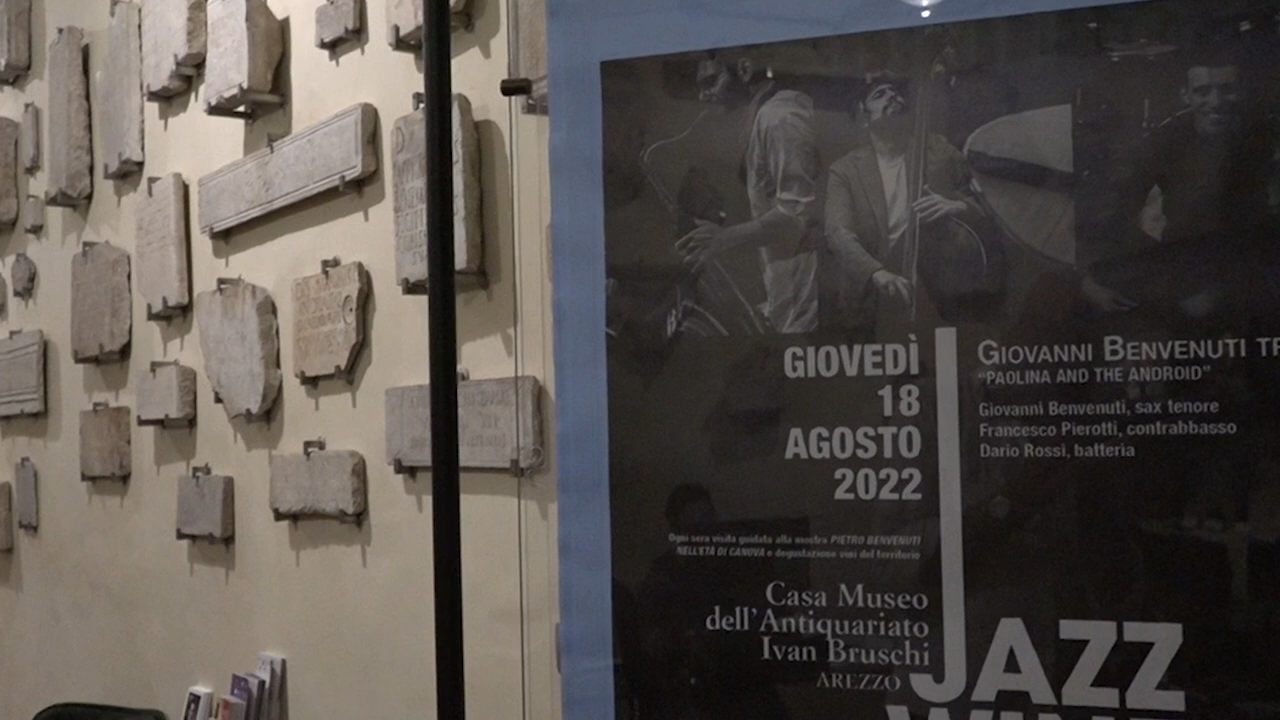 GIOVEDÌ
18
AGOSTO
2022
GIOVANNI BENVENUTI
"PAOLINA AND THE ANDROID"
Giovanni Benvenuti, sax tenore
Francesco Pierotti, contrabbasso
Dario Rossi, batteria
Ogni sera visita guidata alla mostra PIETRO BENVENUTI
NELL'ETÀ DI CANOVA e degustazione vini del territorio
Casa Museo
dell'Antiquariato
Ivan Bruschi
AREZZO
JAZZ